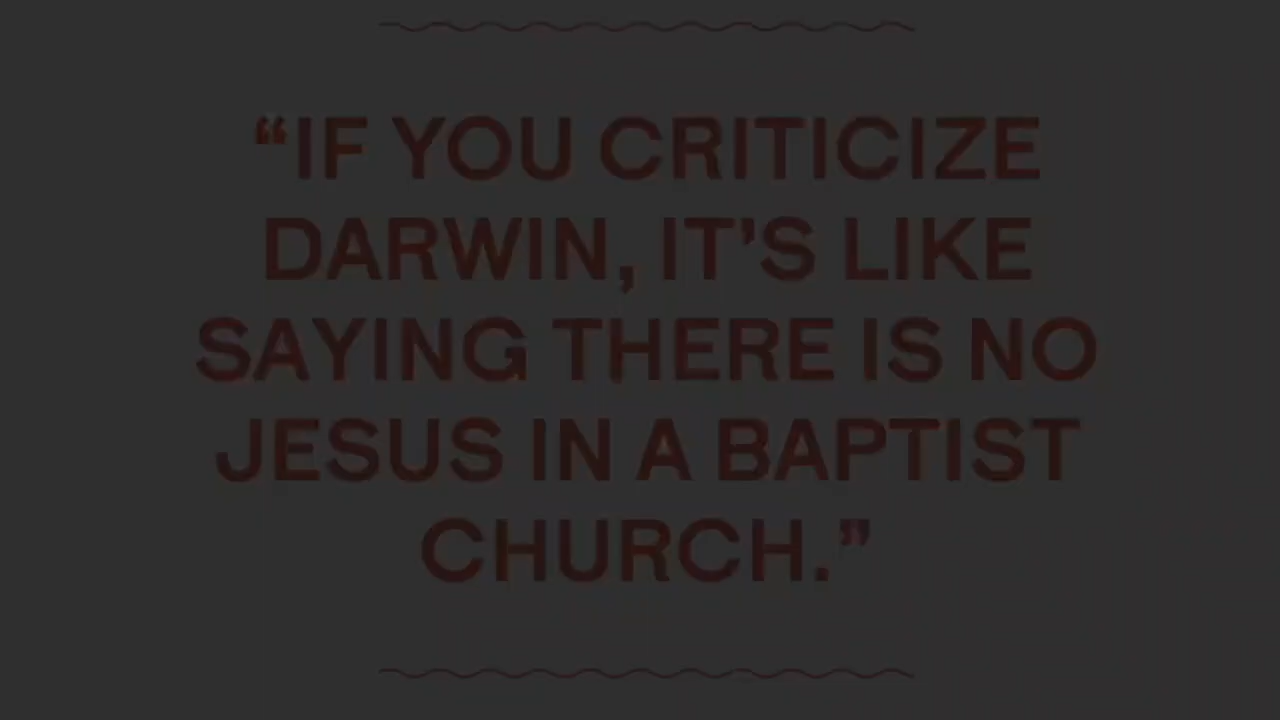 “IF YOU CRITICIZE
DARWIN, IT'S LIKE
SAYING THERE IS NO
JESUS IN A BAPTIST
CHURCH.”